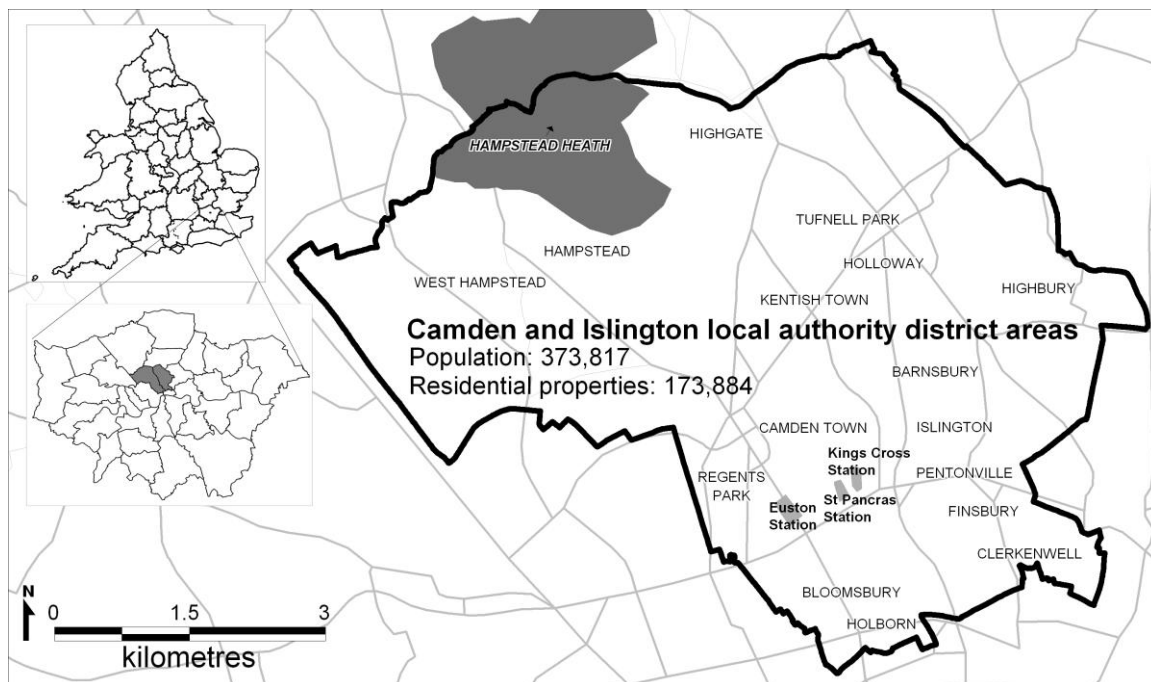 HAMPSTEAD HEATH
HIGHGATE
TUFNELL PARK
HAMPSTEAD
HOLLOWAY
WEST HAMPSTEAD
HIGHBURY
KENTISH TOWN
Camden and Islington local authority district areas
Population: 373,817
Residential properties: 173,884
BARNSBURY
CAMDEN TOWN
ISLINGTON
Kings Cross
Station
PENTONVILLE
REGENTS
PARK
St Pancras
Station
Euston
Station
FINSBURY
CLERKENWELL
BLOOMSBURY
HOLBORN
N
0 1.5 3
kilometres